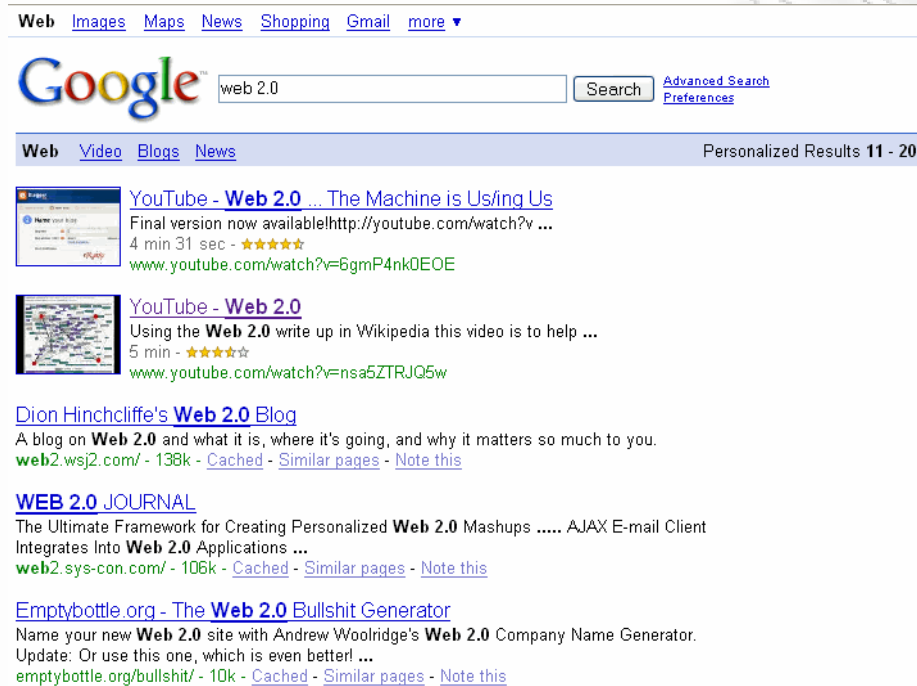 Web Images Maps News Shopping Gmail more ▼
Google™ web 2.0 Search Advanced Search
Preferences
Web Video Blogs News Personalized Results 11 - 20
YouTube - Web 2.0 ... The Machine is Us/ing Us
Final version now available!http://youtube.com/watch?v ...
4 min 31 sec -
www.youtube.com/watch?v=6gmP4nk0EOE
YouTube - Web 2.0
Using the Web 2.0 write up in Wikipedia this video is to help ...
5 min -
www.youtube.com/watch?v=nsa5ZTRJQ5w
Dion Hinchcliffe's Web 2.0 Blog
A blog on Web 2.0 and what it is, where it's going, and why it matters so much to you.
web2.wsj2.com/ - 138k - Cached - Similar pages - Note this
WEB 2.0 JOURNAL
The Ultimate Framework for Creating Personalized Web 2.0 Mashups ..... AJAX E-mail Client
Integrates Into Web 2.0 Applications ...
web2.sys-con.com/ - 106k - Cached - Similar pages - Note this
Emptybottle.org - The Web 2.0 Bullshit Generator
Name your new Web 2.0 site with Andrew Woolridge's Web 2.0 Company Name Generator.
Update: Or use this one, which is even better! ...
emptybottle.org/bullshit/ - 10k - Cached - Similar pages - Note this